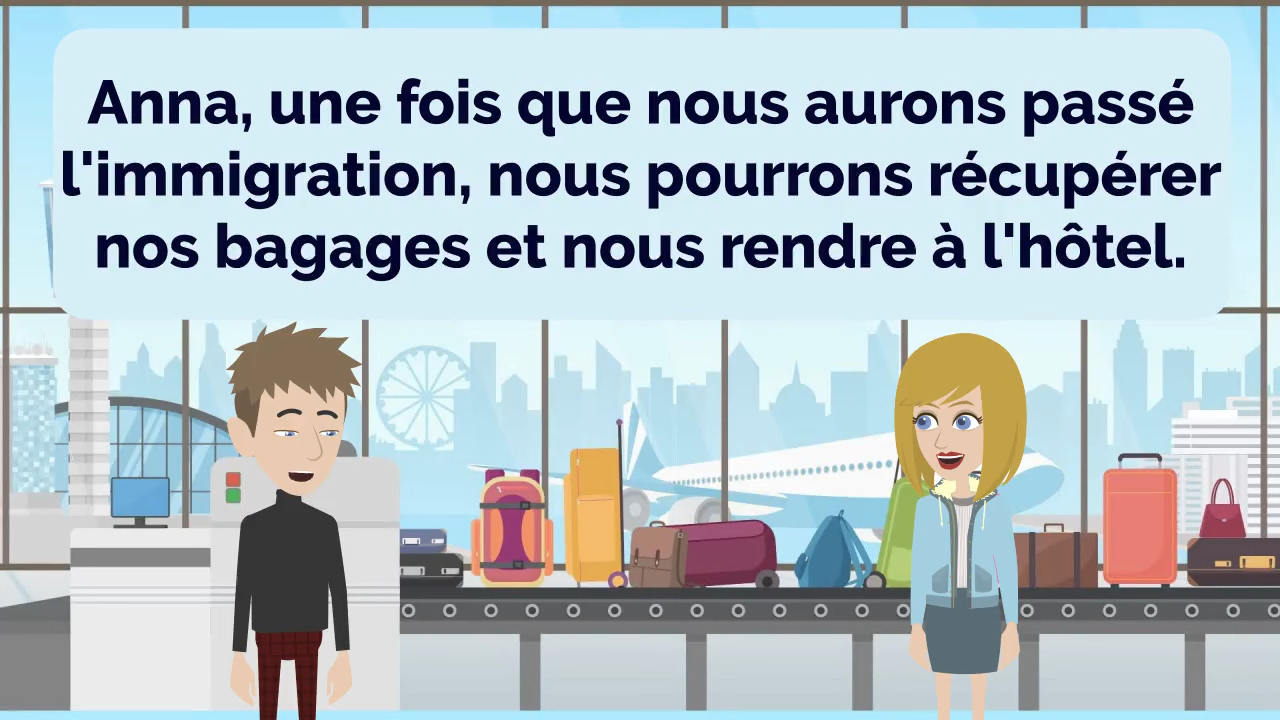 Anna, une fois que nous aurons passé
l'immigration, nous pourrons récupérer
nos bagages et nous rendre à l'hôtel.